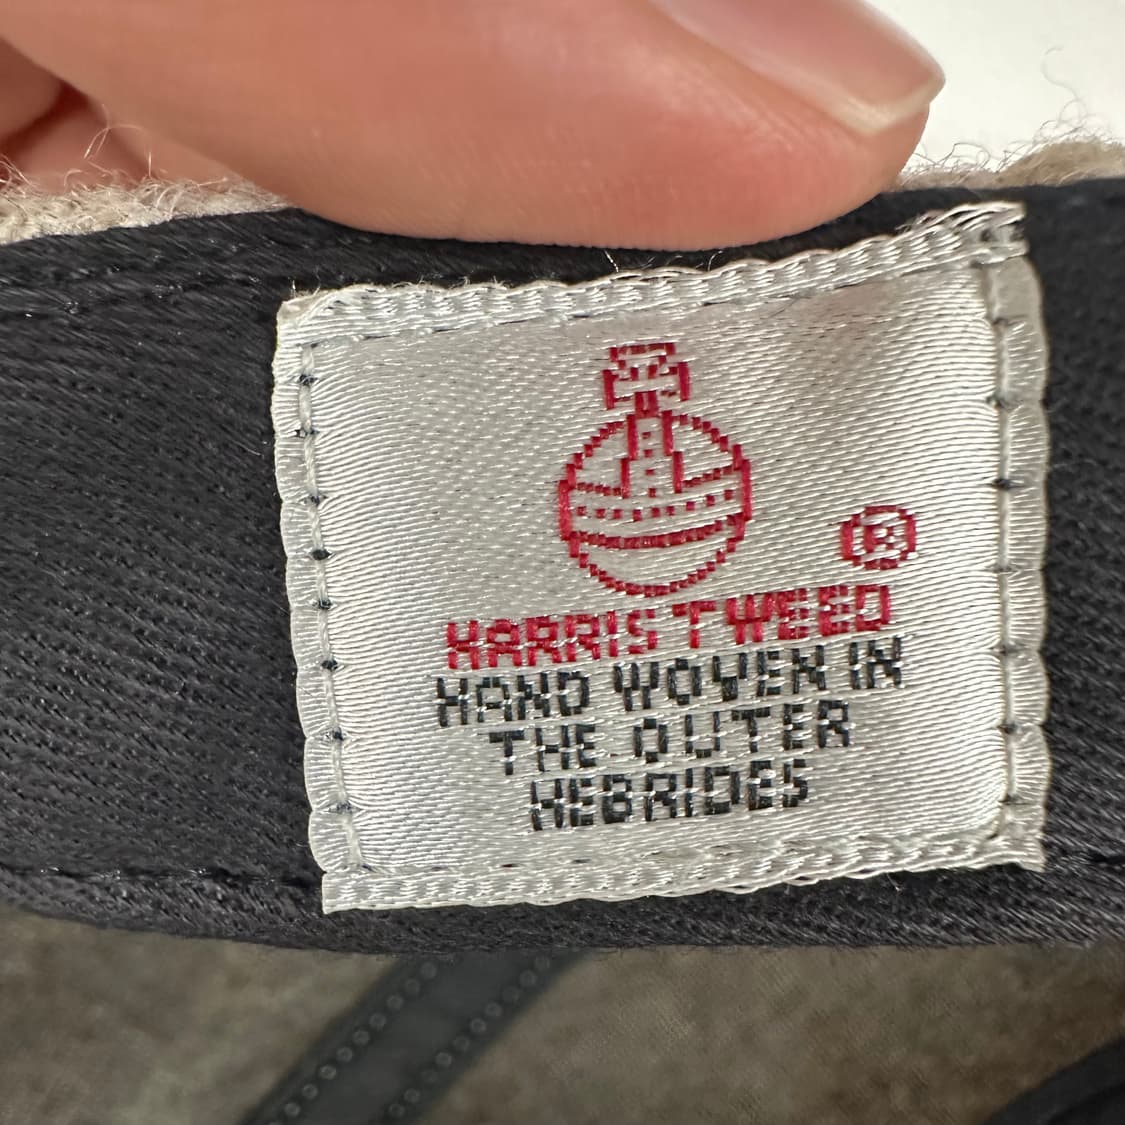 ®
HARRIS TWEED
HAND WOVEN IN
THE OUTER
HEBRIDES